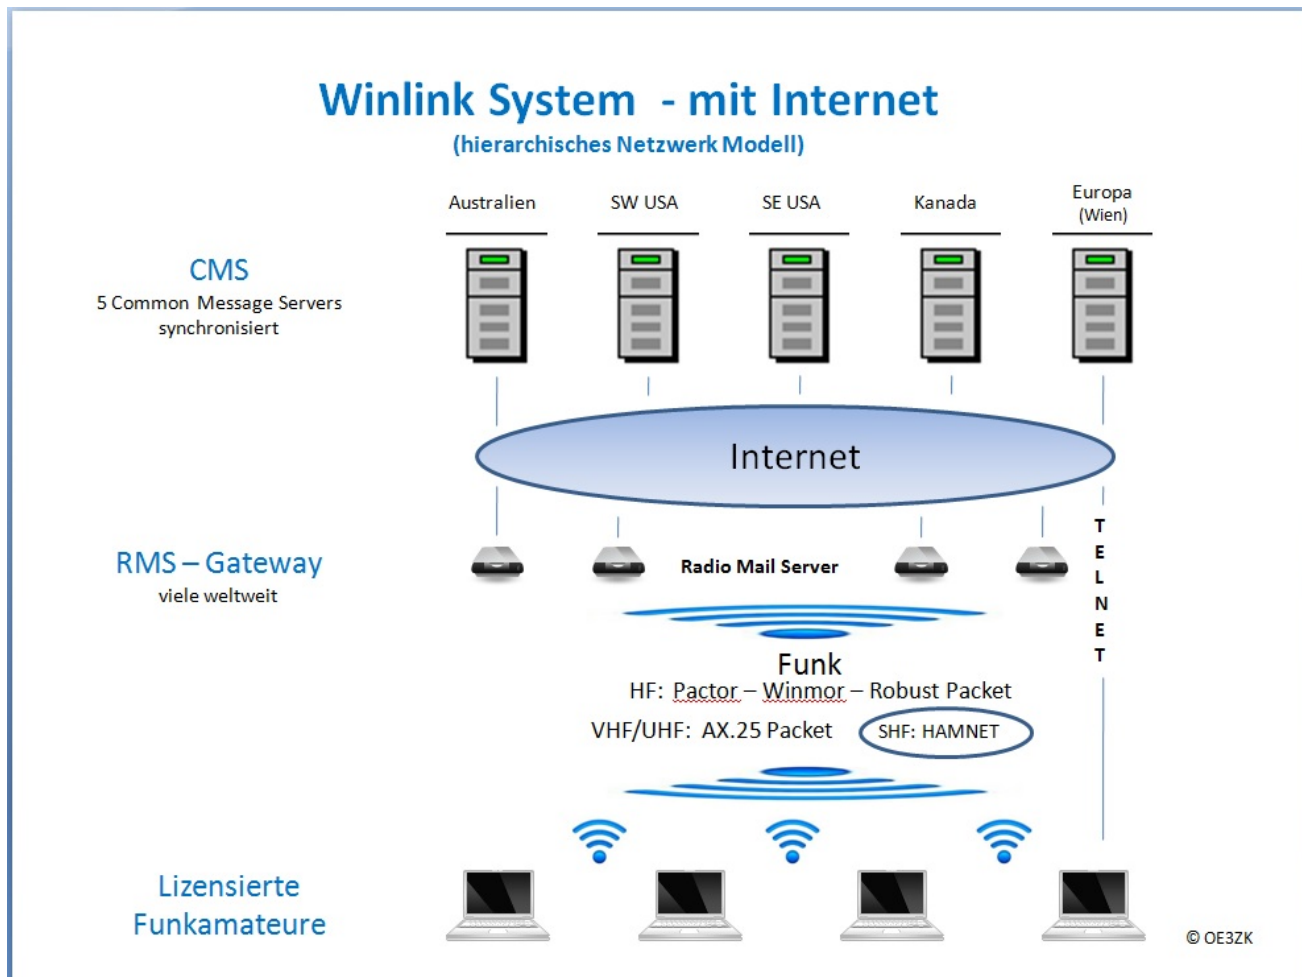 Winlink System - mit Internet
(hierarchisches Netzwerk Modell)
Australien
SW USA
SE USA
Kanada
Europa
(Wien)
CMS
5 Common Message Servers
synchronisiert
Internet
RMS – Gateway
viele weltweit
Radio Mail Server
TELNET
Funk
HF: Pactor – Winmor – Robust Packet
VHF/UHF: AX.25 Packet
SHF: HAMNET
Lizensierte
Funkamateure
© OE3ZK